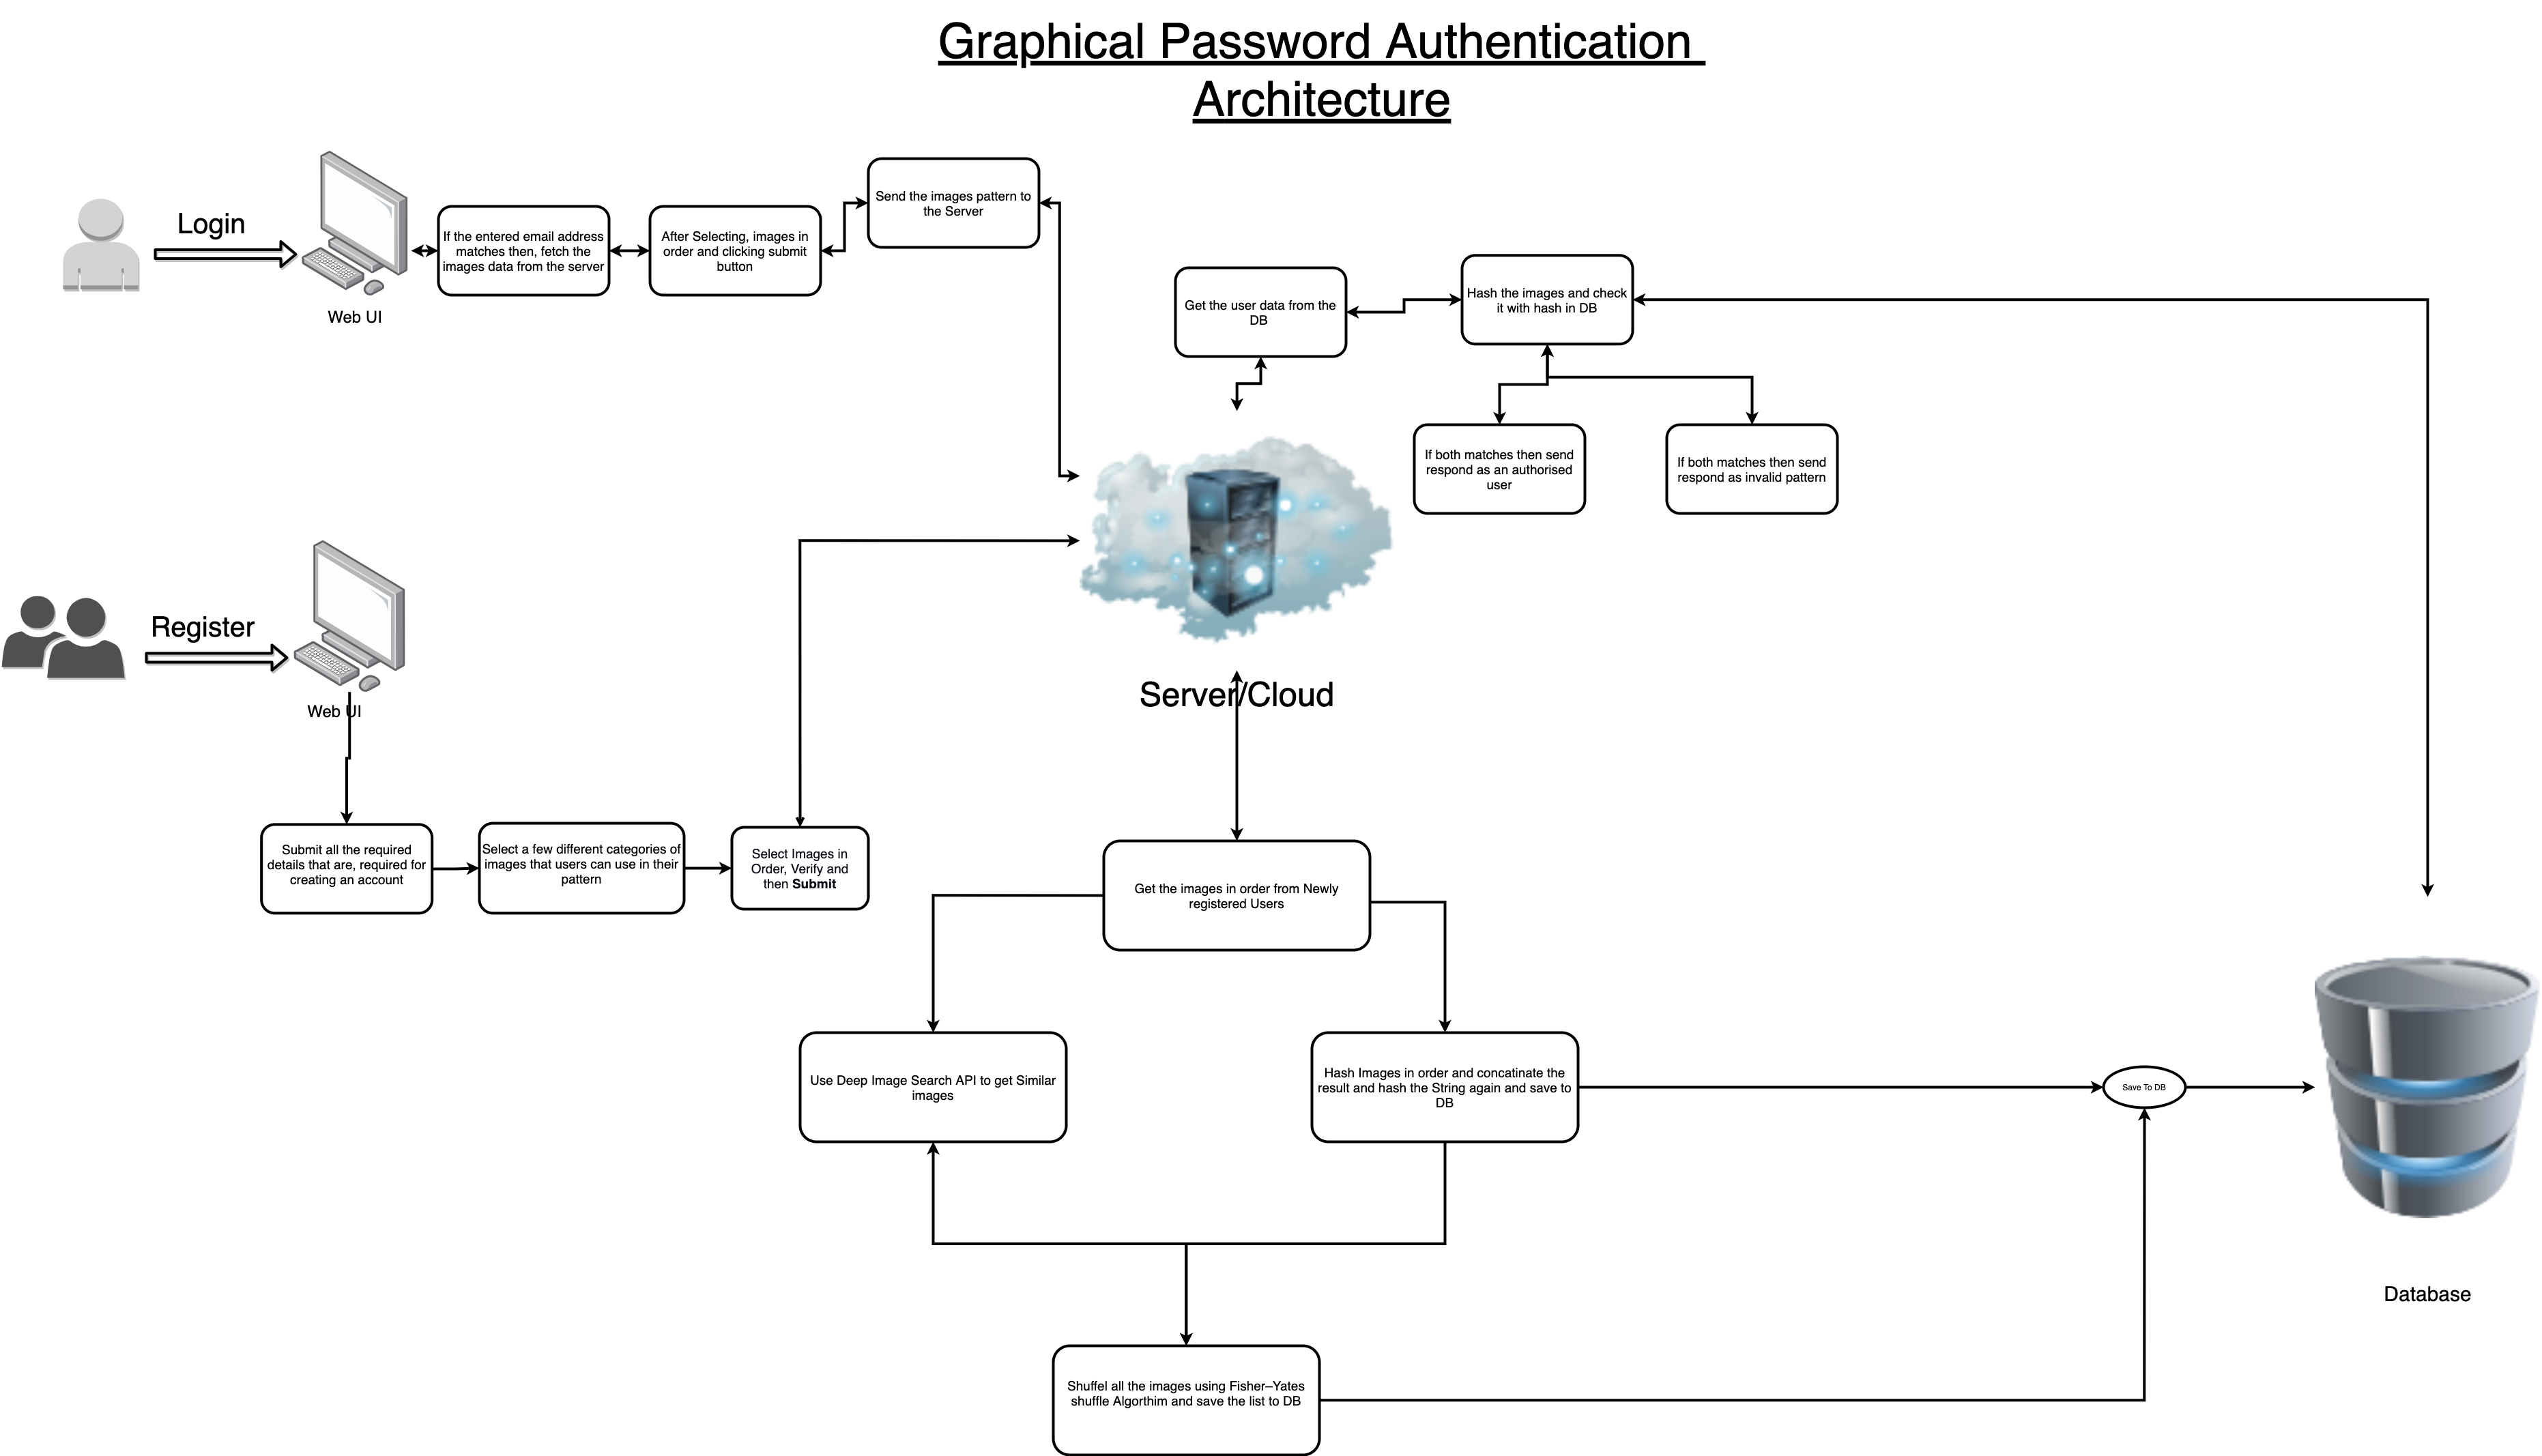 Graphical Password Authentication
Architecture
Login
Web UI
If the entered email address
matches then, fetch the
images data from the server
After Selecting, images in
order and clicking submit
button
Send the images pattern to
the Server
Get the user data from the
DB
Hash the images and check
it with hash in DB
If both matches then send
respond as an authorised
user
If both matches then send
respond as invalid pattern
Server/Cloud
Register
Web UI
Submit all the required
details that are, required for
creating an account
Select a few different categories of
images that users can use in their
pattern
Select Images in
Order, Verify and
then Submit
Get the images in order from Newly
registered Users
Use Deep Image Search API to get Similar
images
Hash Images in order and concatinate the
result and hash the String again and save to
DB
Save To DB
Database
Shuffel all the images using Fisher–Yates
shuffle Algorthim and save the list to DB